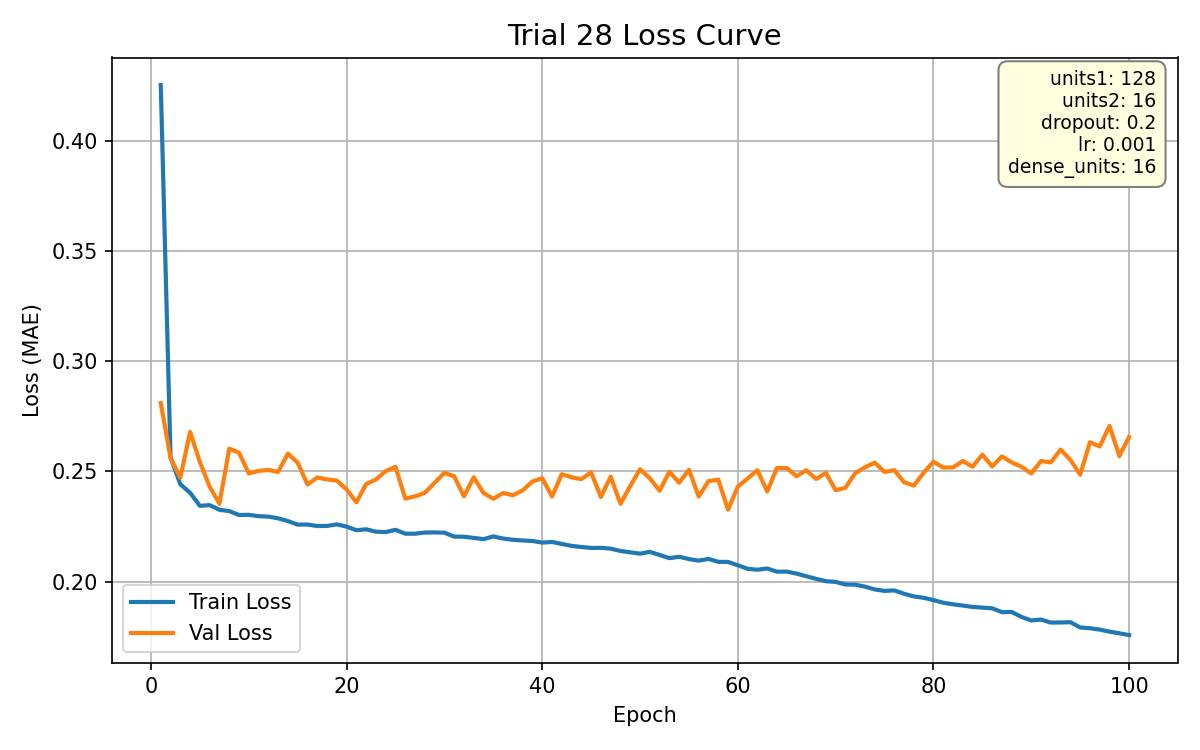 Trial 28 Loss Curve
units1: 128
units2: 16
dropout: 0.2
lr: 0.001
dense_units: 16
Loss (MAE)
0.40
0.35
0.30
0.25
0.20
Train Loss
Val Loss
0 20 40 60 80 100
Epoch